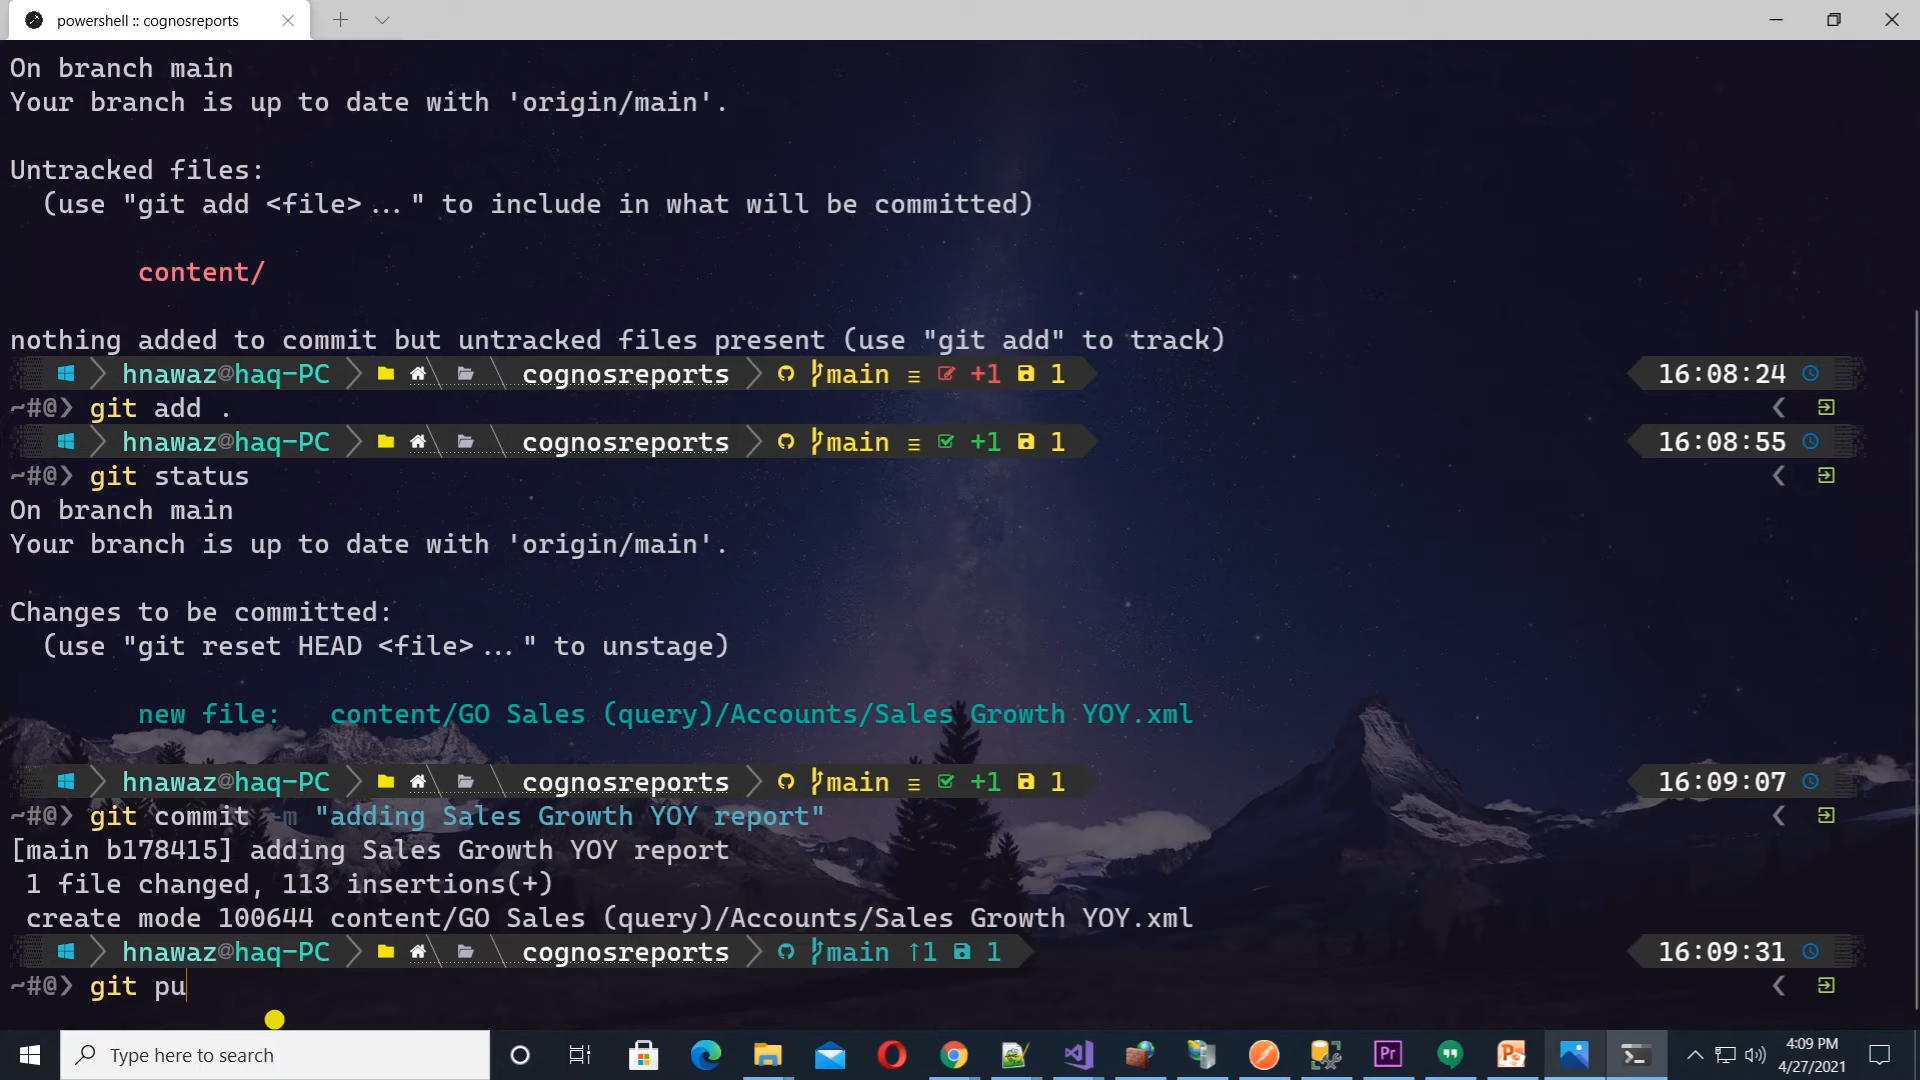 powershell :: cognosreports
On branch main
Your branch is up to date with 'origin/main'.
Untracked files:
(use "git add <file>..." to include in what will be committed)
content/
nothing added to commit but untracked files present (use "git add" to track)
hnawaz@haq-PC cognosreports main ≡ +1 1 16:08:24
~#@❯ git add .
hnawaz@haq-PC cognosreports main ≡ +1 1 16:08:55
~#@❯ git status
On branch main
Your branch is up to date with 'origin/main'.
Changes to be committed:
(use "git reset HEAD <file>..." to unstage)
new file: content/GO Sales (query)/Accounts/Sales Growth YOY.xml
hnawaz@haq-PC cognosreports main ≡ +1 1 16:09:07
~#@❯ git commit -m "adding Sales Growth YOY report"
[main b178415] adding Sales Growth YOY report
1 file changed, 113 insertions(+)
create mode 100644 content/GO Sales (query)/Accounts/Sales Growth YOY.xml
hnawaz@haq-PC cognosreports main ↑1 1 16:09:31
~#@❯ git pu
Type here to search
Pr
4:09 PM
4/27/2021